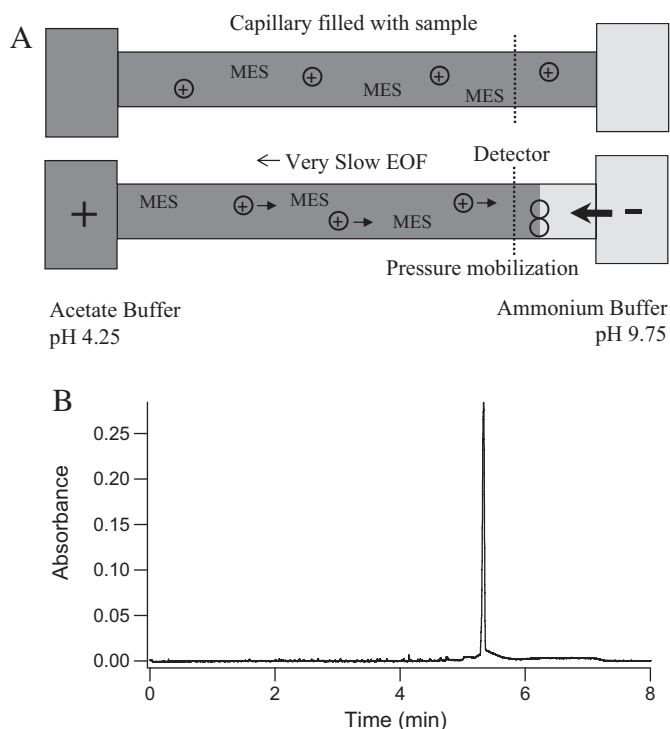 A
Capillary filled with sample
MES + + MES + MES +
← Very Slow EOF
Detector
+ MES + MES + MES + -
Pressure mobilization
Acetate Buffer
pH 4.25
Ammonium Buffer
pH 9.75
B
0.25
0.20
0.15
0.10
0.05
0.00
Absorbance
0 2 4 6 8
Time (min)